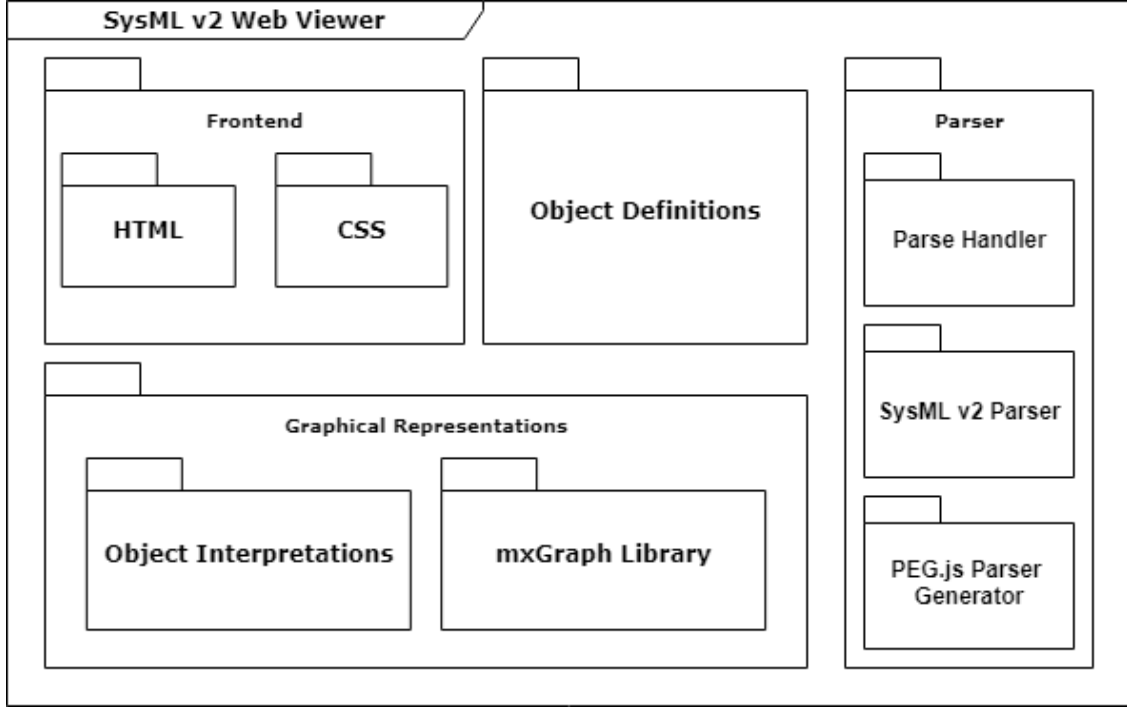 SysML v2 Web Viewer
Frontend
HTML
CSS
Object Definitions
Parser
Parse Handler
SysML v2 Parser
PEG.js Parser
Generator
Graphical Representations
Object Interpretations
mxGraph Library